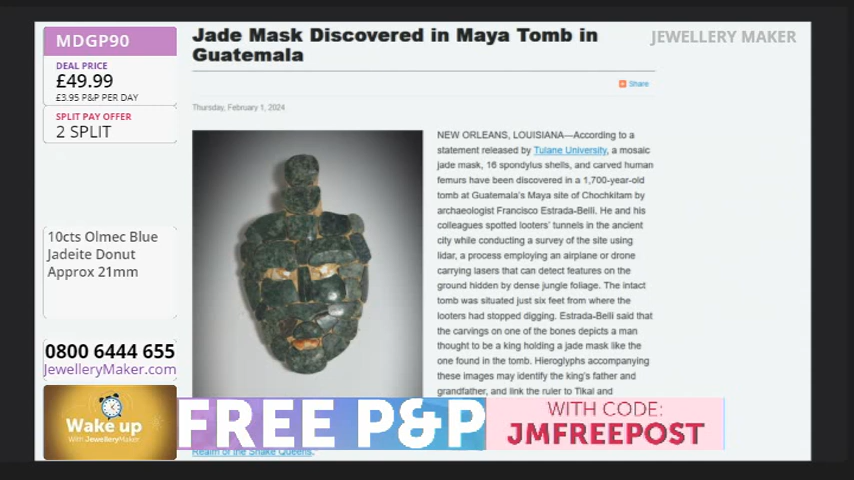 MDGP90
DEAL PRICE
£49.99
£3.95 P&P PER DAY
SPLIT PAY OFFER
2 SPLIT
10cts Olmec Blue
Jadeite Donut
Approx 21mm
0800 6444 655
JewelleryMaker.com
Wake up
With JewelleryMaker
Jade Mask Discovered in Maya Tomb in
Guatemala
JEWELLERY MAKER
Share
Thursday, February 1, 2024
NEW ORLEANS, LOUISIANA—According to a
statement released by Tulane University, a mosaic
jade mask, 16 spondylus shells, and carved human
femurs have been discovered in a 1,700-year-old
tomb at Guatemala's Maya site of Chochkitam by
archaeologist Francisco Estrada-Belli. He and his
colleagues spotted looters' tunnels in the ancient
city while conducting a survey of the site using
lidar, a process employing an airplane or drone
carrying lasers that can detect features on the
ground hidden by dense jungle foliage. The intact
tomb was situated just six feet from where the
looters had stopped digging. Estrada-Belli said that
the carvings on one of the bones depicts a man
thought to be a king holding a jade mask like the
one found in the tomb. Hieroglyphs accompanying
these images may identify the king's father and
grandfather, and link the ruler to Tikal and
Realm of the Snake Queens.
FREE P&P
WITH CODE:
JMFREEPOST